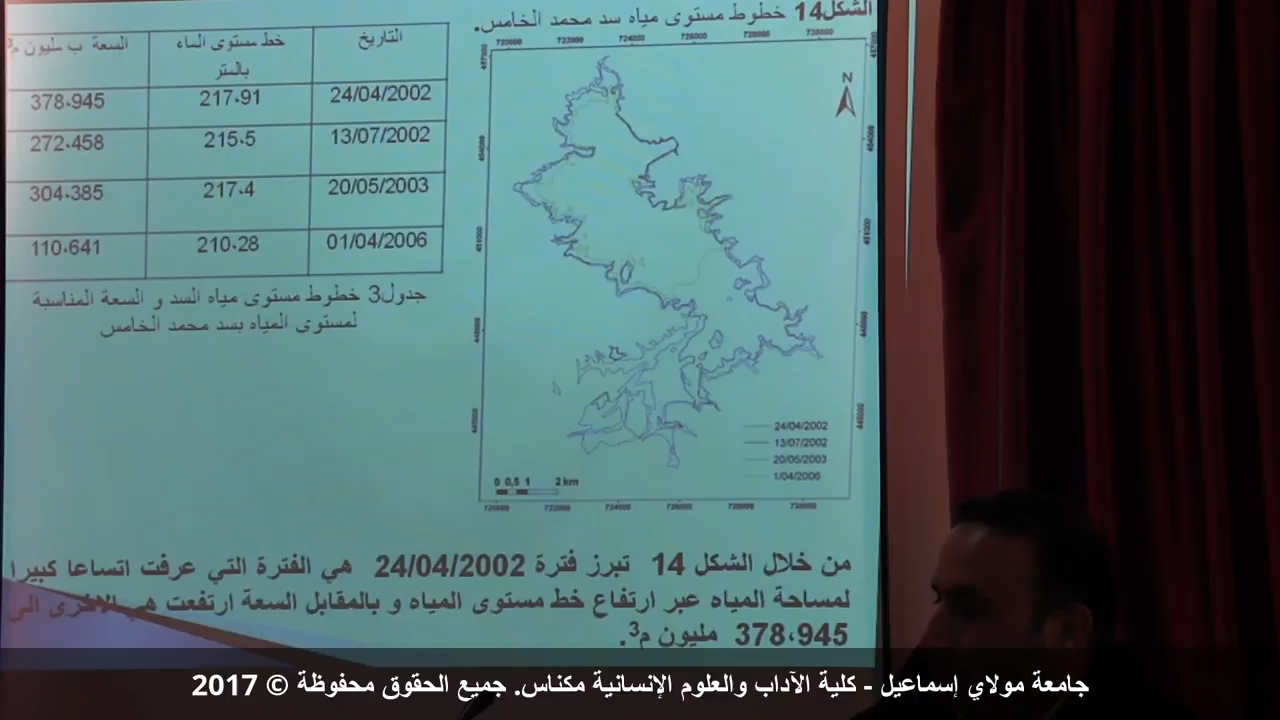 الشكل14 خطوط مستوى مياه سد محمد الخامس.
التاريخ
خط مستوى الماء بالمتر
السعة ب مليون م
24/04/2002 217.91 378.945
13/07/2002 215.5 272.458
20/05/2003 217.4 304.385
01/04/2006 210.28 110.641
جدول3 خطوط مستوى مياه السد و السعة المناسبة
لمستوى المياه بسد محمد الخامس
N
24/04/2002
13/07/2002
20/05/2003
1/04/2006
0 0,5 1 2 km
من خلال الشكل 14 تبرز فترة 24/04/2002 هي الفترة التي عرفت اتساعا كبيرا
لمساحة المياه عبر ارتفاع خط مستوى المياه و بالمقابل السعة ارتفعت هي الاخرى الى
378،945 مليون م3.
جامعة مولاي إسماعيل - كلية الآداب والعلوم الإنسانية مكناس. جميع الحقوق محفوظة © 2017